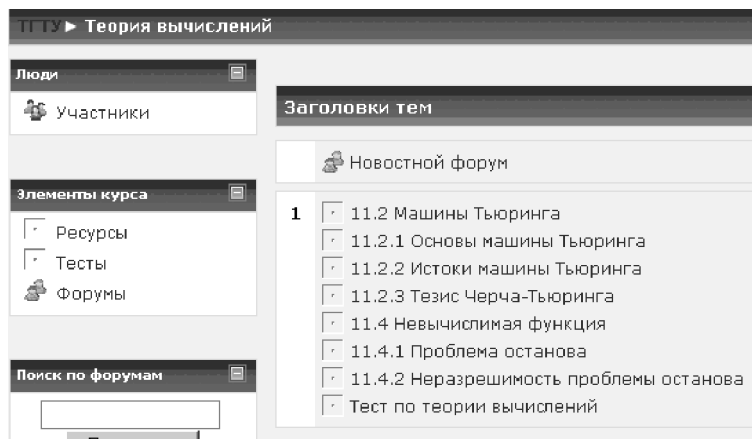 ТГТУ ► Теория вычислений
Люди
Участники
Элементы курса
Ресурсы
Тесты
Форумы
Поиск по форумам
Заголовки тем
Новостной форум
1
11.2 Машины Тьюринга
11.2.1 Основы машины Тьюринга
11.2.2 Истоки машины Тьюринга
11.2.3 Тезис Черча-Тьюринга
11.4 Невычислимая функция
11.4.1 Проблема останова
11.4.2 Неразрешимость проблемы останова
Тест по теории вычислений